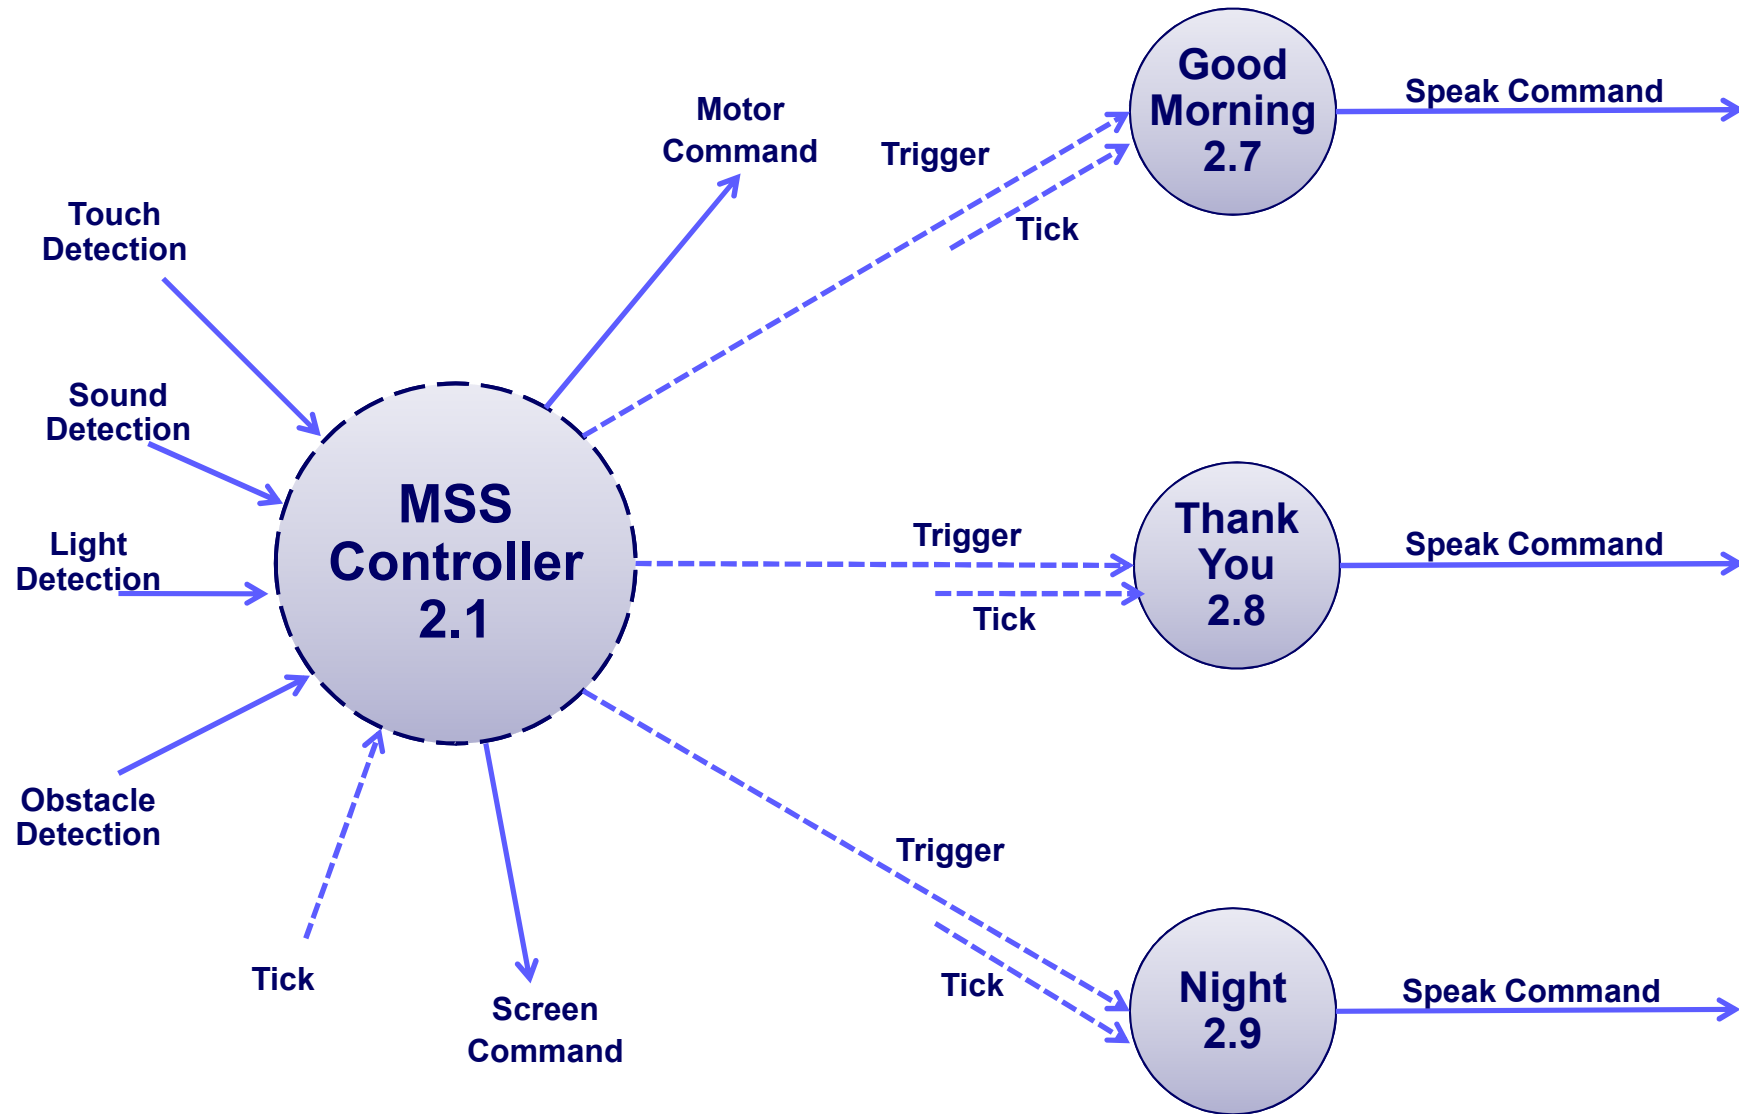 Good
Morning
2.7
Speak Command
Motor
Command
Trigger
Tick
Touch
Detection
Sound
Detection
Light
Detection
MSS
Controller
2.1
Trigger
Tick
Thank
You
2.8
Speak Command
Obstacle
Detection
Tick
Screen
Command
Trigger
Tick
Night
2.9
Speak Command